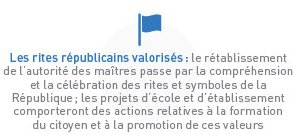 Les rites républicains valorisés : le rétablissement
de l'autorité des maîtres passe par la compréhension
et la célébration des rites et symboles de la
République ; les projets d'école et d'établissement
comporteront des actions relatives à la formation
du citoyen et à la promotion de ces valeurs